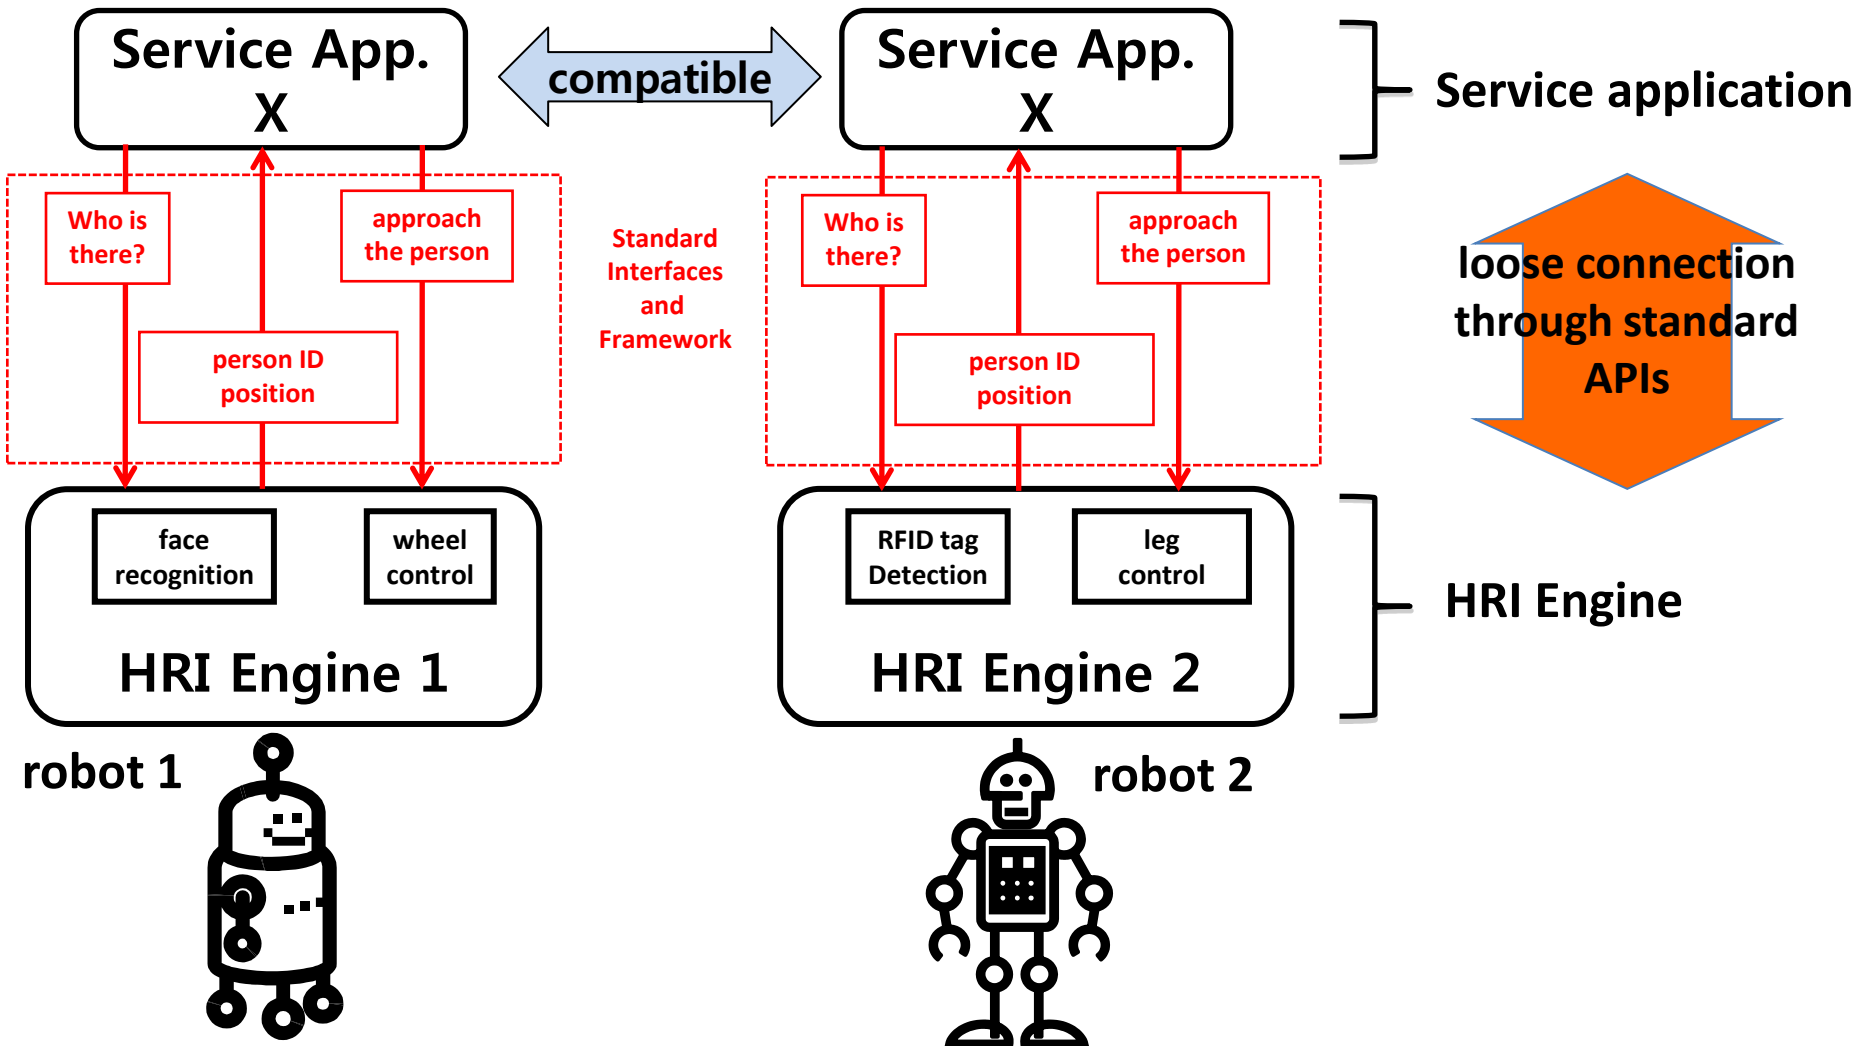 Service App.
X
compatible
Service App.
X
Service application
Who is
there?
approach
the person
person ID
position
Standard
Interfaces
and
Framework
Who is
there?
approach
the person
person ID
position
loose connection
through standard
APIs
face
recognition
wheel
control
HRI Engine 1
RFID tag
Detection
leg
control
HRI Engine 2
HRI Engine
robot 1
robot 2